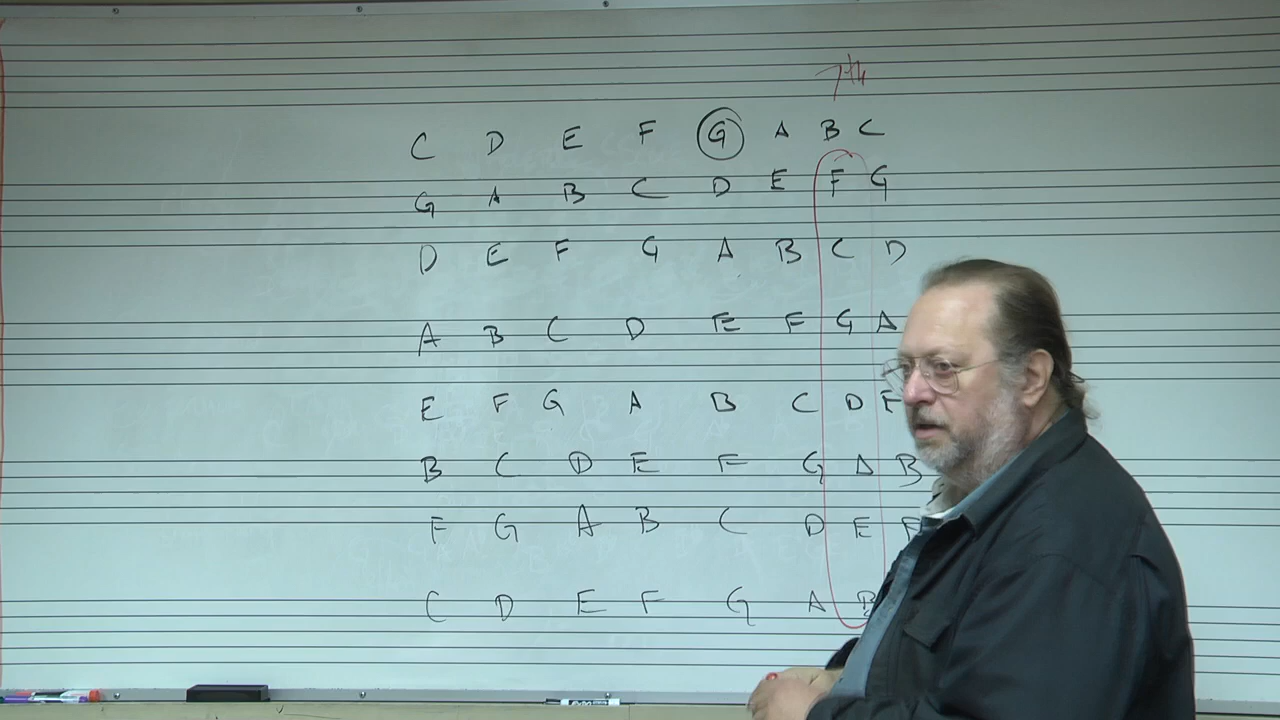 7th
C D E F G A B C
G A B C D E F G
D E F G A B C D
A B C D E F G A
E F G A B C D E
B C D E F G A B
F G A B C D E F
C D E F G A B